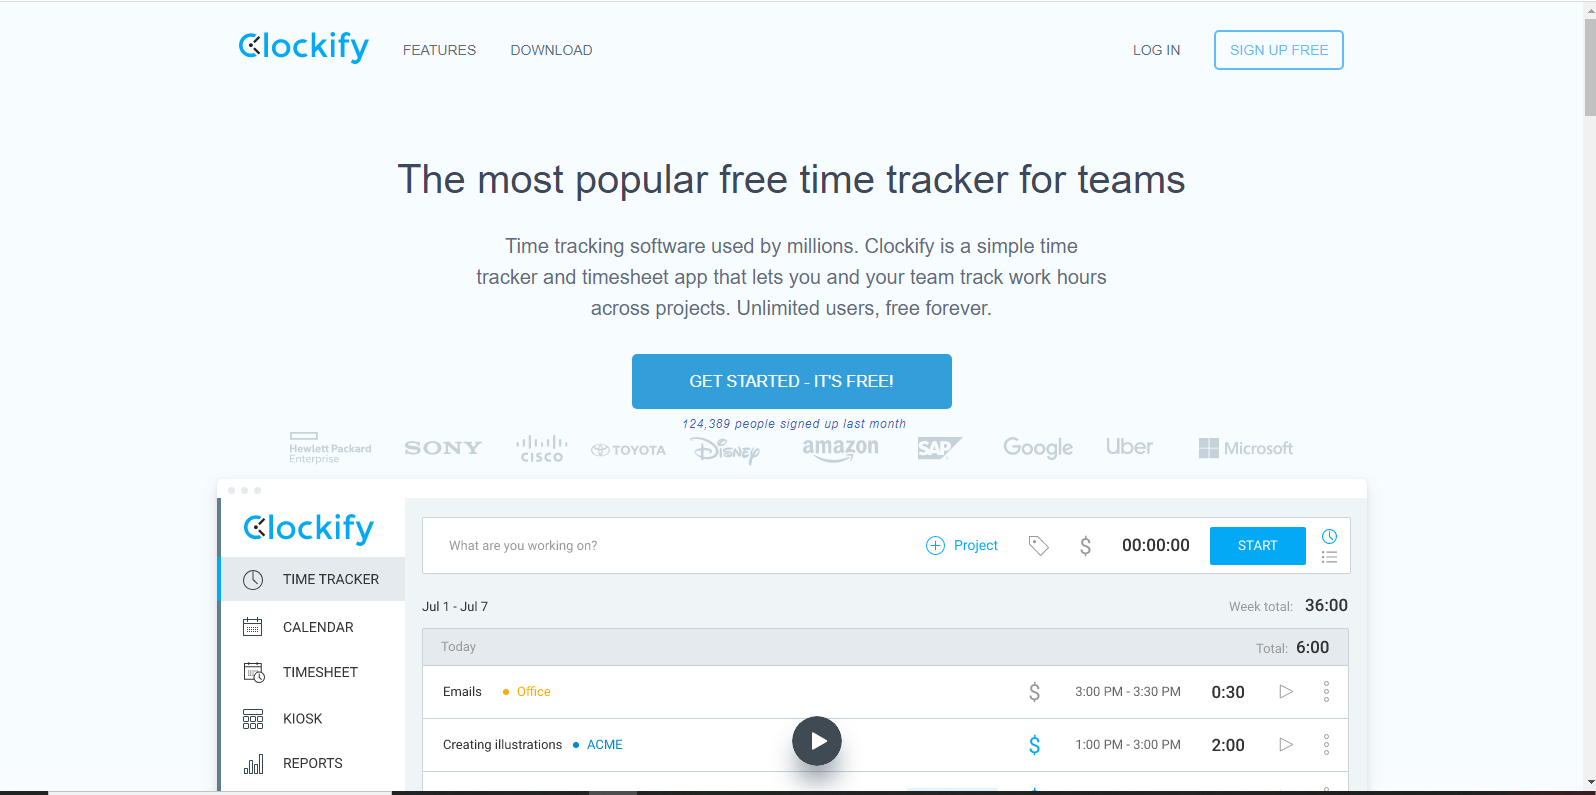 Clockify FEATURES DOWNLOAD LOG IN SIGN UP FREE
The most popular free time tracker for teams
Time tracking software used by millions. Clockify is a simple time
tracker and timesheet app that lets you and your team track work hours
across projects. Unlimited users, free forever.
GET STARTED - IT'S FREE!
124,389 people signed up last month
Hewlett Packard
Enterprise
SONY
CISCO
TOYOTA
Disney
amazon
SAP
Google
Uber
Microsoft
Clockify
TIME TRACKER
CALENDAR
TIMESHEET
KIOSK
REPORTS
What are you working on? Project $ 00:00:00 START
Jul 1 - Jul 7 Week total: 36:00
Today Total: 6:00
Emails • Office $ 3:00 PM - 3:30 PM 0:30
Creating illustrations • ACME $ 1:00 PM - 3:00 PM 2:00